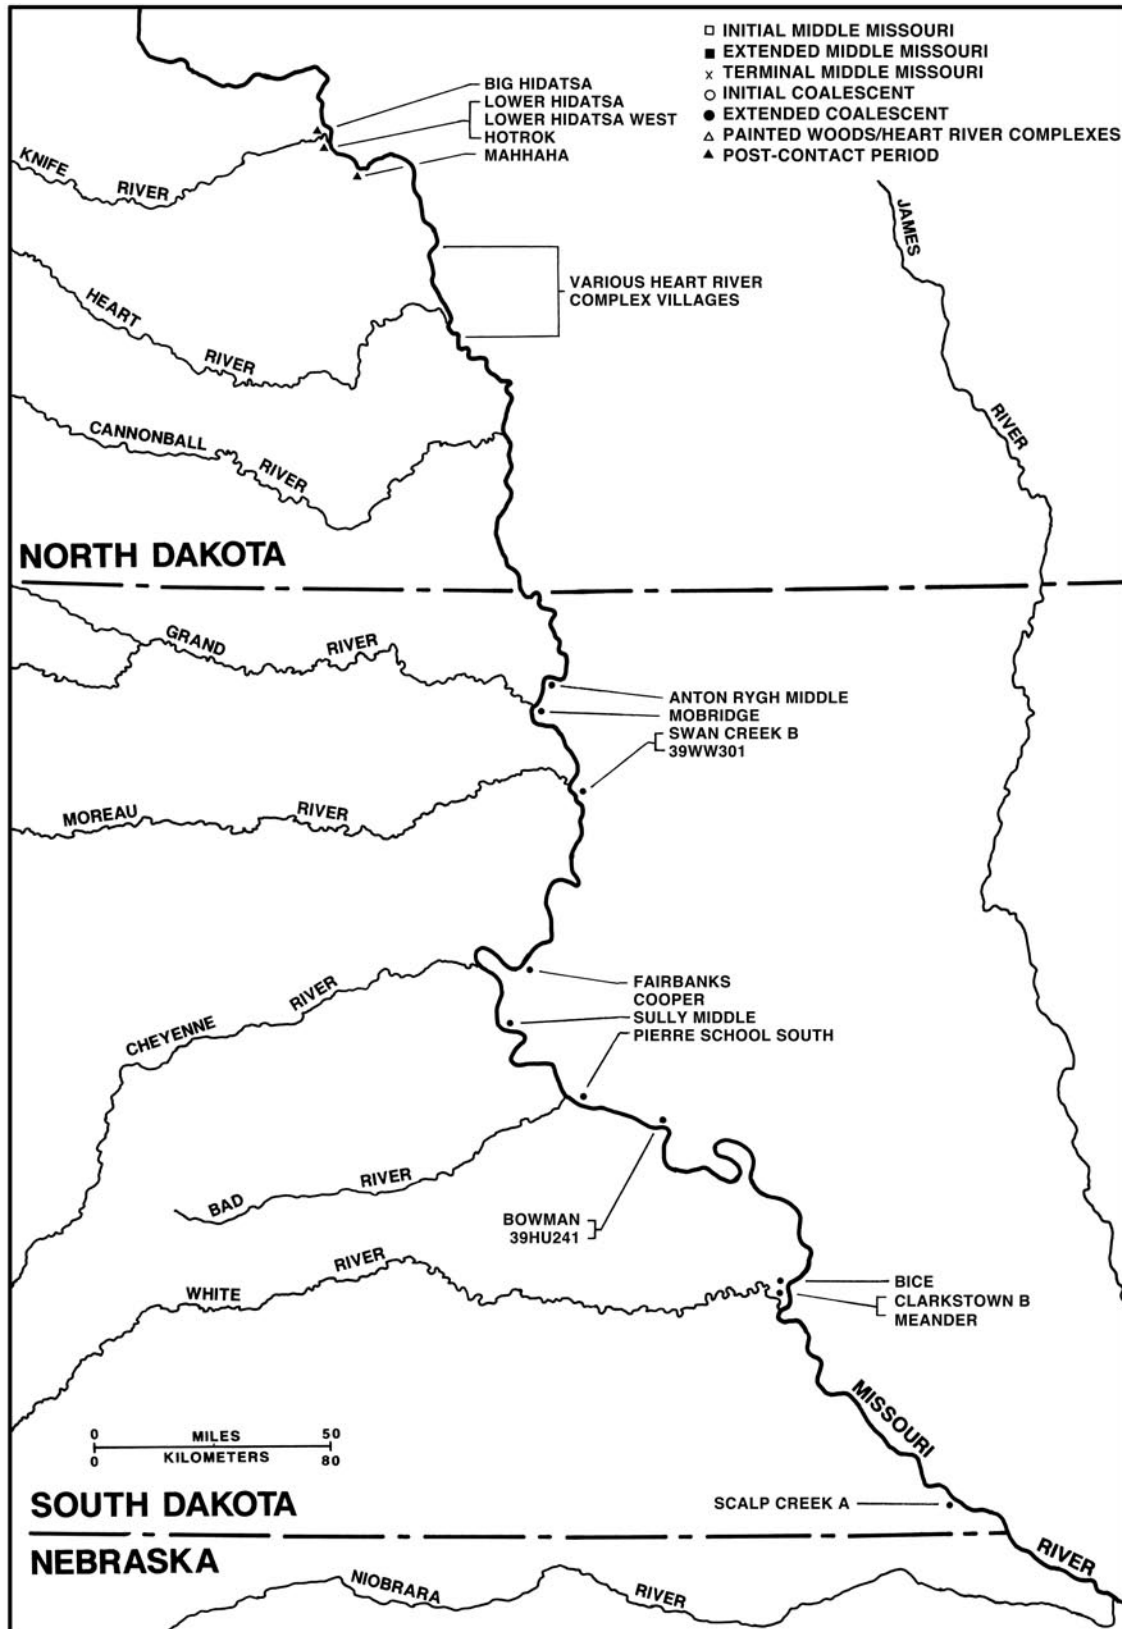 INITIAL MIDDLE MISSOURI
EXTENDED MIDDLE MISSOURI
TERMINAL MIDDLE MISSOURI
INITIAL COALESCENT
EXTENDED COALESCENT
PAINTED WOODS/HEART RIVER COMPLEXES
POST-CONTACT PERIOD
BIG HIDATSA
LOWER HIDATSA
LOWER HIDATSA WEST
HOTROK
MAHHAHA
KNIFE RIVER
JAMES RIVER
VARIOUS HEART RIVER
COMPLEX VILLAGES
HEART RIVER
CANNONBALL RIVER
NORTH DAKOTA
GRAND RIVER
ANTON RYGH MIDDLE
MOBRIDGE
SWAN CREEK B
39WW301
MOREAU RIVER
FAIRBANKS
COOPER
SULLY MIDDLE
PIERRE SCHOOL SOUTH
CHEYENNE RIVER
BAD RIVER
BOWMAN
39HU241
WHITE RIVER
BICE
CLARKSTOWN B
MEANDER
MISSOURI RIVER
0 MILES 50
0 KILOMETERS 80
SOUTH DAKOTA
SCALP CREEK A
NEBRASKA
NIOBRARA RIVER